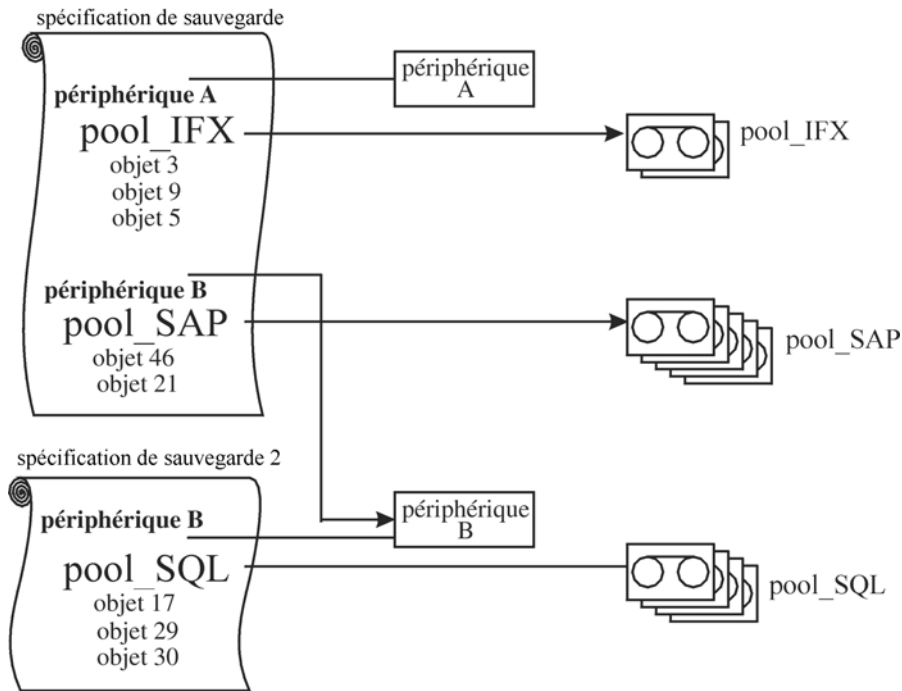 spécification de sauvegarde
périphérique A
pool_IFX
objet 3
objet 9
objet 5
périphérique B
pool_SAP
objet 46
objet 21
périphérique
A
pool_IFX
pool_SAP
spécification de sauvegarde 2
périphérique B
pool_SQL
objet 17
objet 29
objet 30
périphérique
B
pool_SQL